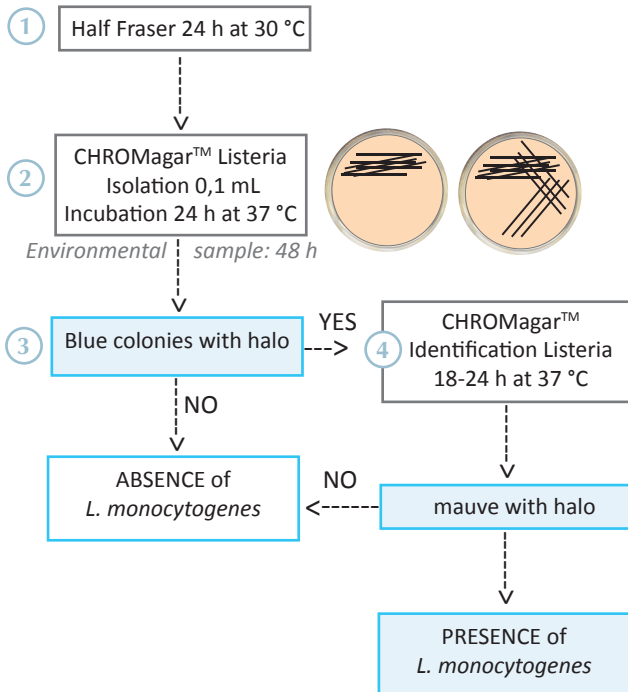 1
Half Fraser 24 h at 30 °C
2
CHROMagar™ Listeria
Isolation 0,1 mL
Incubation 24 h at 37 °C
Environmental sample: 48 h
3
Blue colonies with halo
YES
4
CHROMagar™
Identification Listeria
18-24 h at 37 °C
NO
ABSENCE of
L. monocytogenes
NO
mauve with halo
PRESENCE of
L. monocytogenes